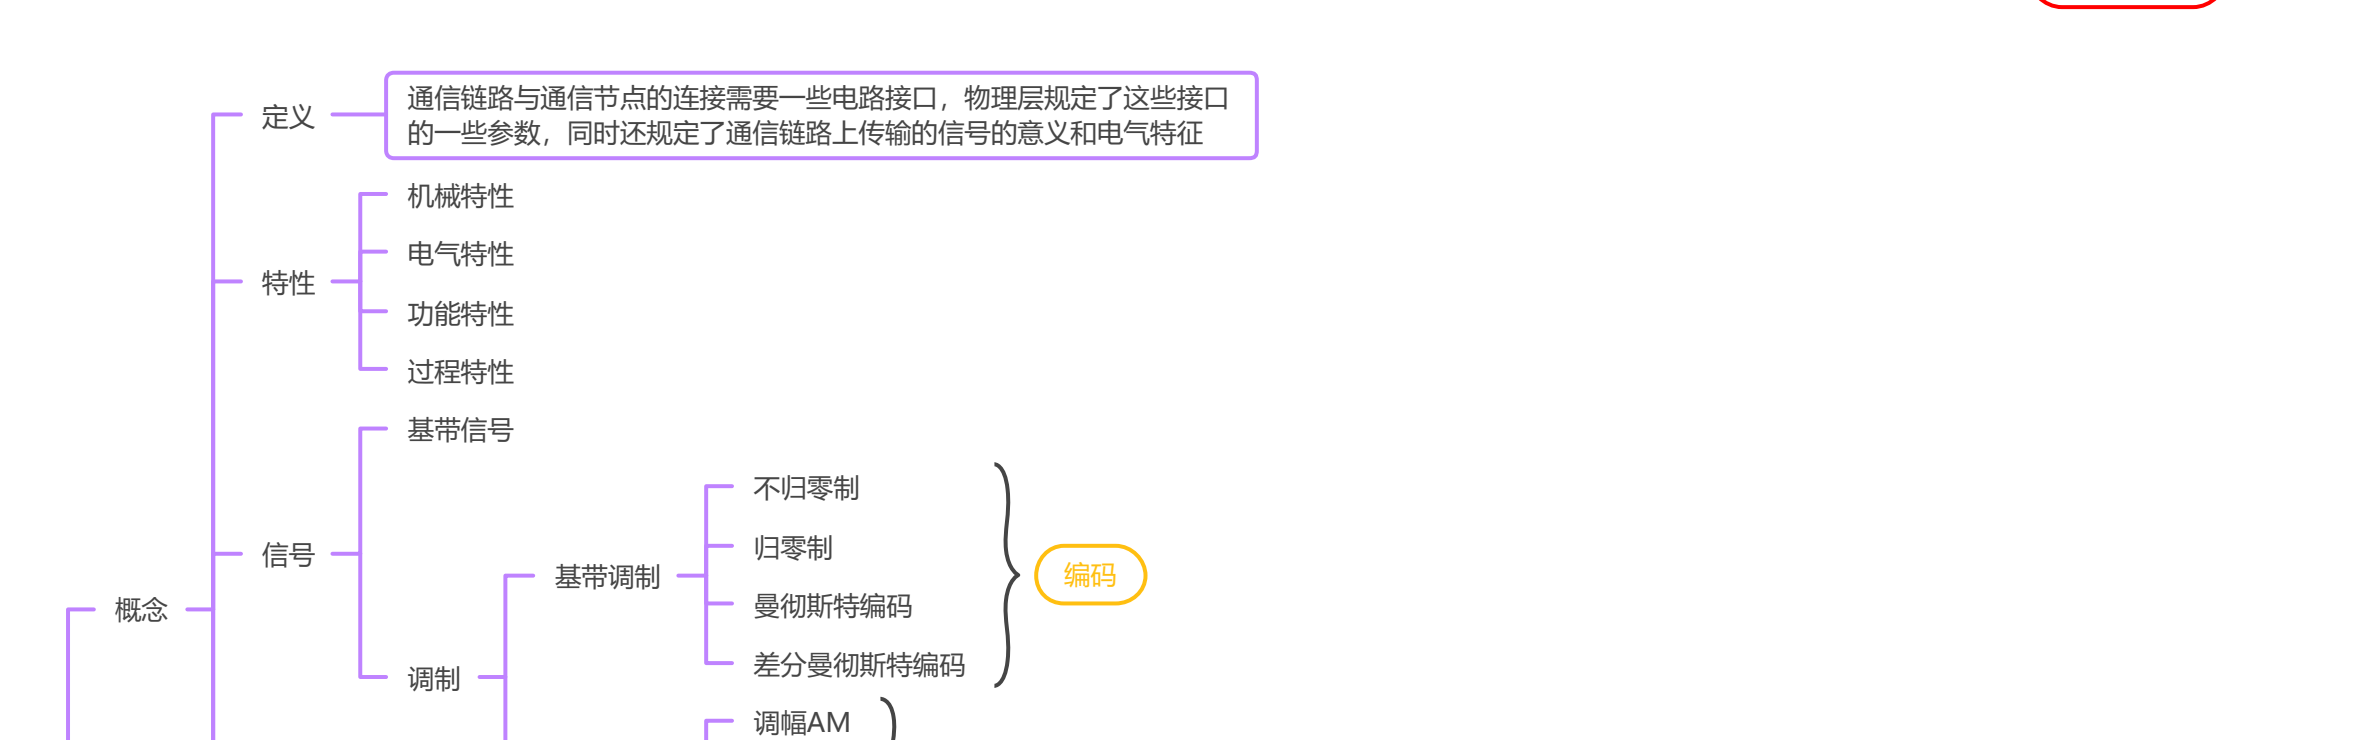 定义
通信链路与通信节点的连接需要一些电路接口，物理层规定了这些接口
的一些参数，同时还规定了通信链路上传输的信号的意义和电气特征
机械特性
电气特性
特性
功能特性
过程特性
基带信号
不归零制
归零制
信号
基带调制
编码
概念
曼彻斯特编码
差分曼彻斯特编码
调制
调幅AM